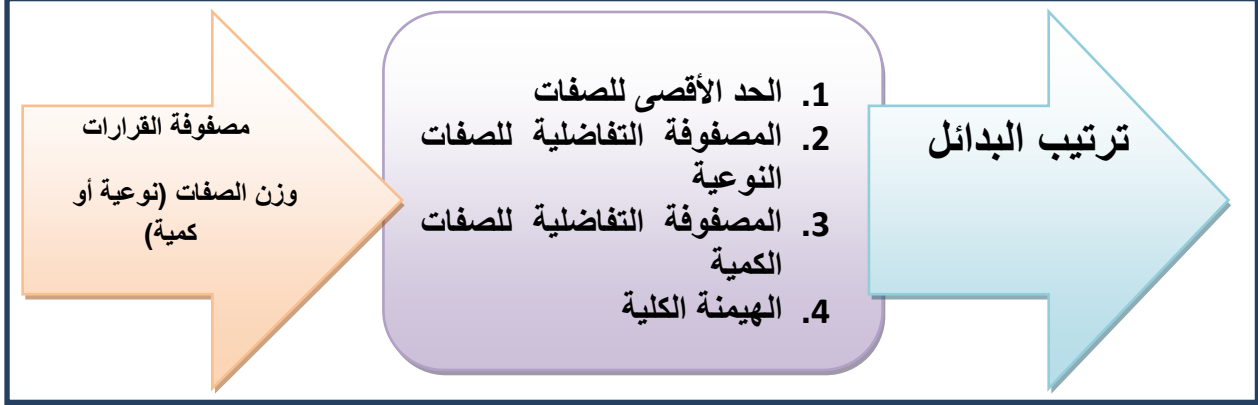 مصفوفة القرارات
وزن الصفات (نوعية أو
كمية)
1. الحد الأقصى للصفات
2. المصفوفة التفاضلية للصفات
النوعية
3. المصفوفة التفاضلية للصفات
الكمية
4. الهيمنة الكلية
ترتيب البدائل